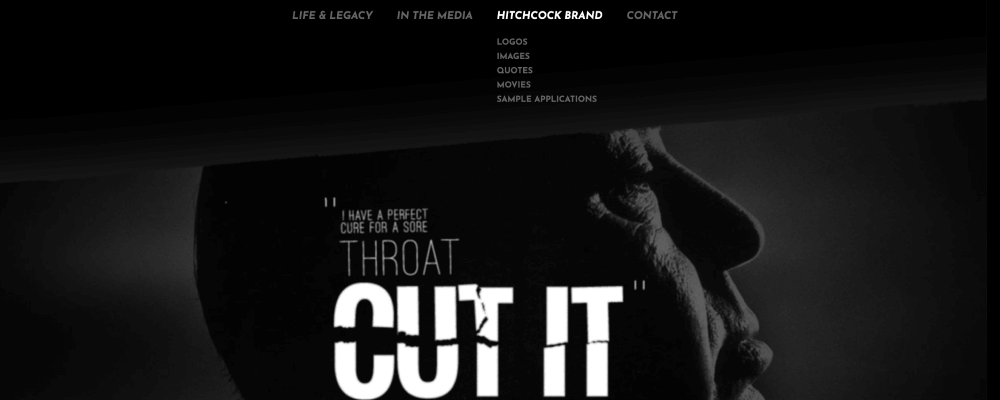 LIFE & LEGACY IN THE MEDIA HITCHCOCK BRAND CONTACT
LOGOS
IMAGES
QUOTES
MOVIES
SAMPLE APPLICATIONS
"I HAVE A PERFECT
CURE FOR A SORE
THROAT
CUT IT"